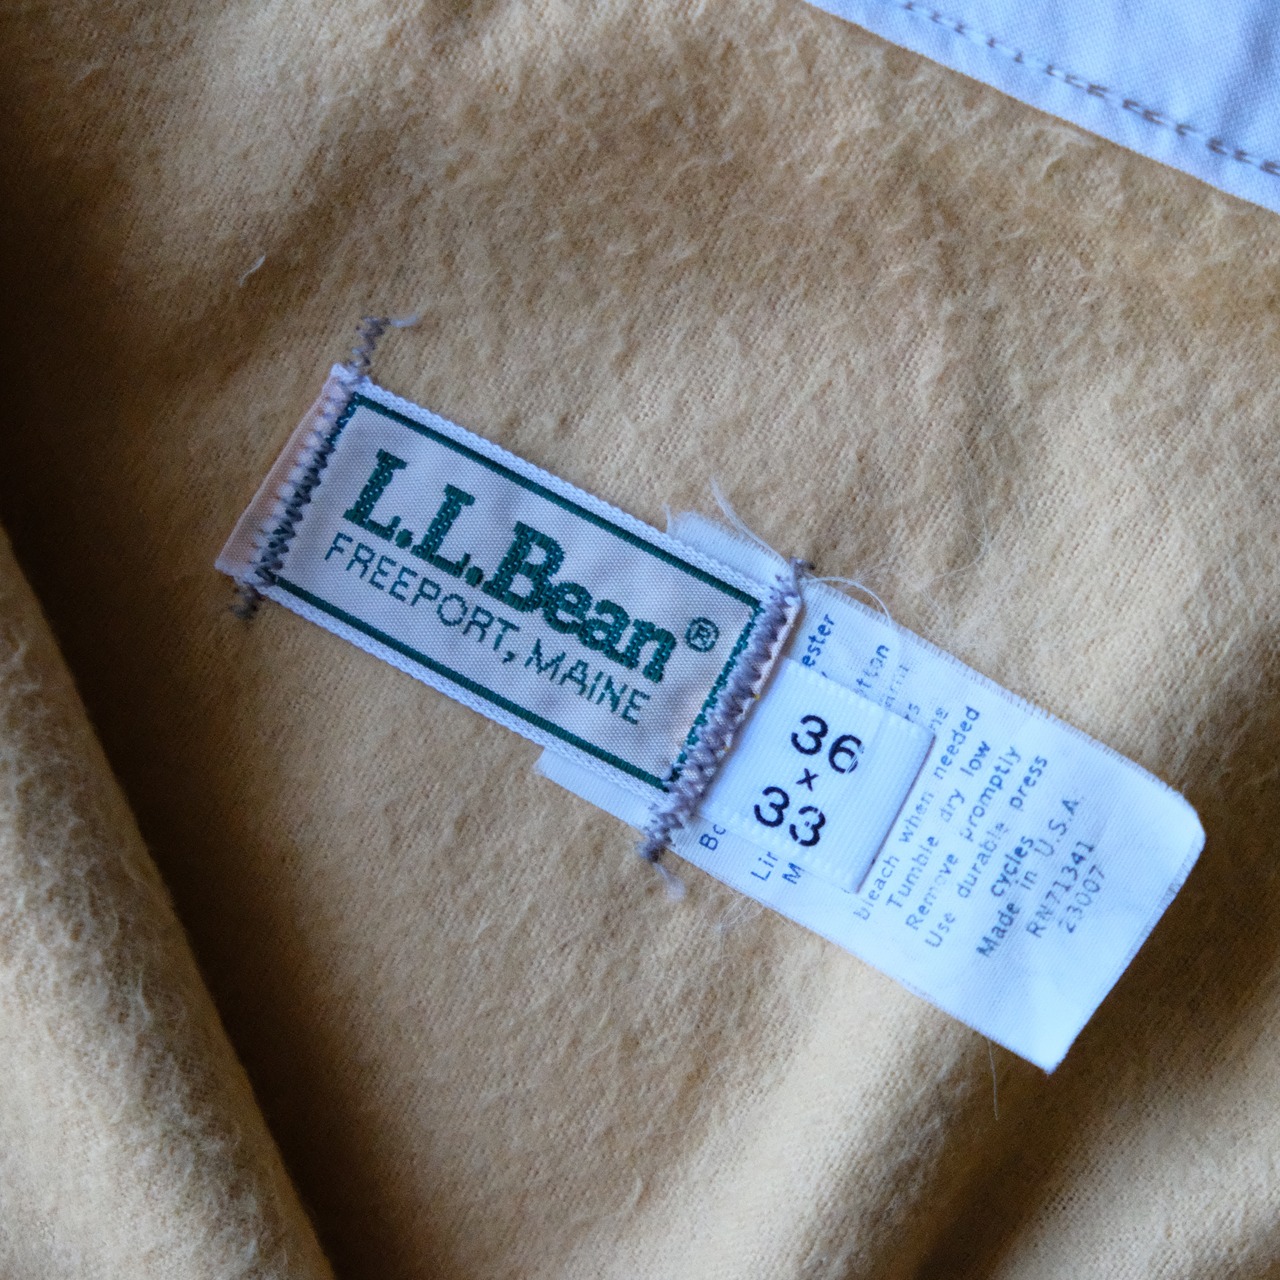 L.L.Bean®
FREEPORT, MAINE
36
x
33
bleach when needed
Tumble dry low
Remove promptly
Use durable press
cycles
Made in U.S.A.
RN71341
23007